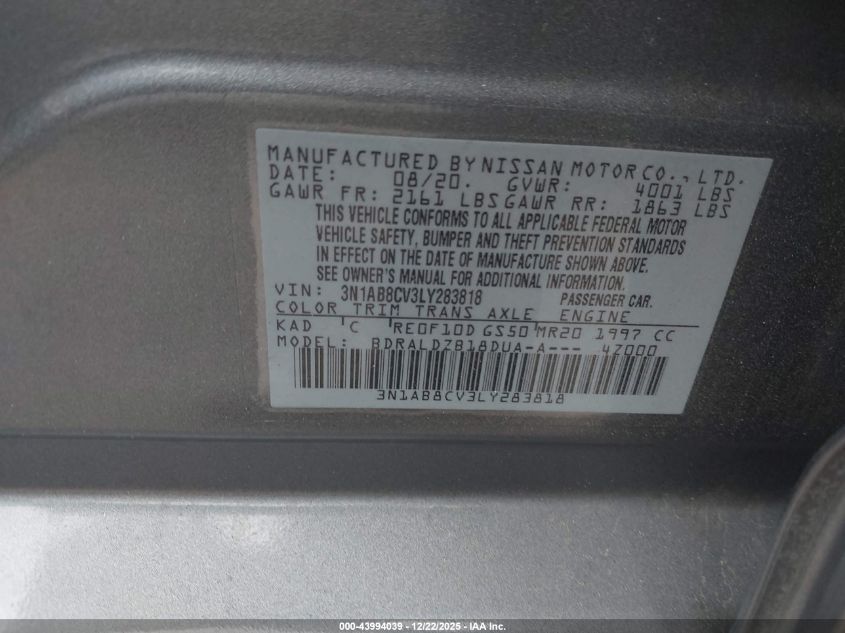 MANUFACTURED BY NISSAN MOTOR CO., LTD.
DATE: 08/20. GVWR: 4001 LBS
GAWR FR: 2161 LBS GAWR RR: 1863 LBS
THIS VEHICLE CONFORMS TO ALL APPLICABLE FEDERAL MOTOR
VEHICLE SAFETY, BUMPER AND THEFT PREVENTION STANDARDS
IN EFFECT ON THE DATE OF MANUFACTURE SHOWN ABOVE.
SEE OWNER'S MANUAL FOR ADDITIONAL INFORMATION.
VIN: 3N1AB8CV3LY283818 PASSENGER CAR.
COLOR TRIM TRANS AXLE ENGINE
KAD C RE0F10D GS50 MR20 1997 CC
MODEL: BDRALDZB18DUA-A--- 4Z000
3N1AB8CV3LY283818
000-43994039 - 12/22/2025 - IAA Inc.